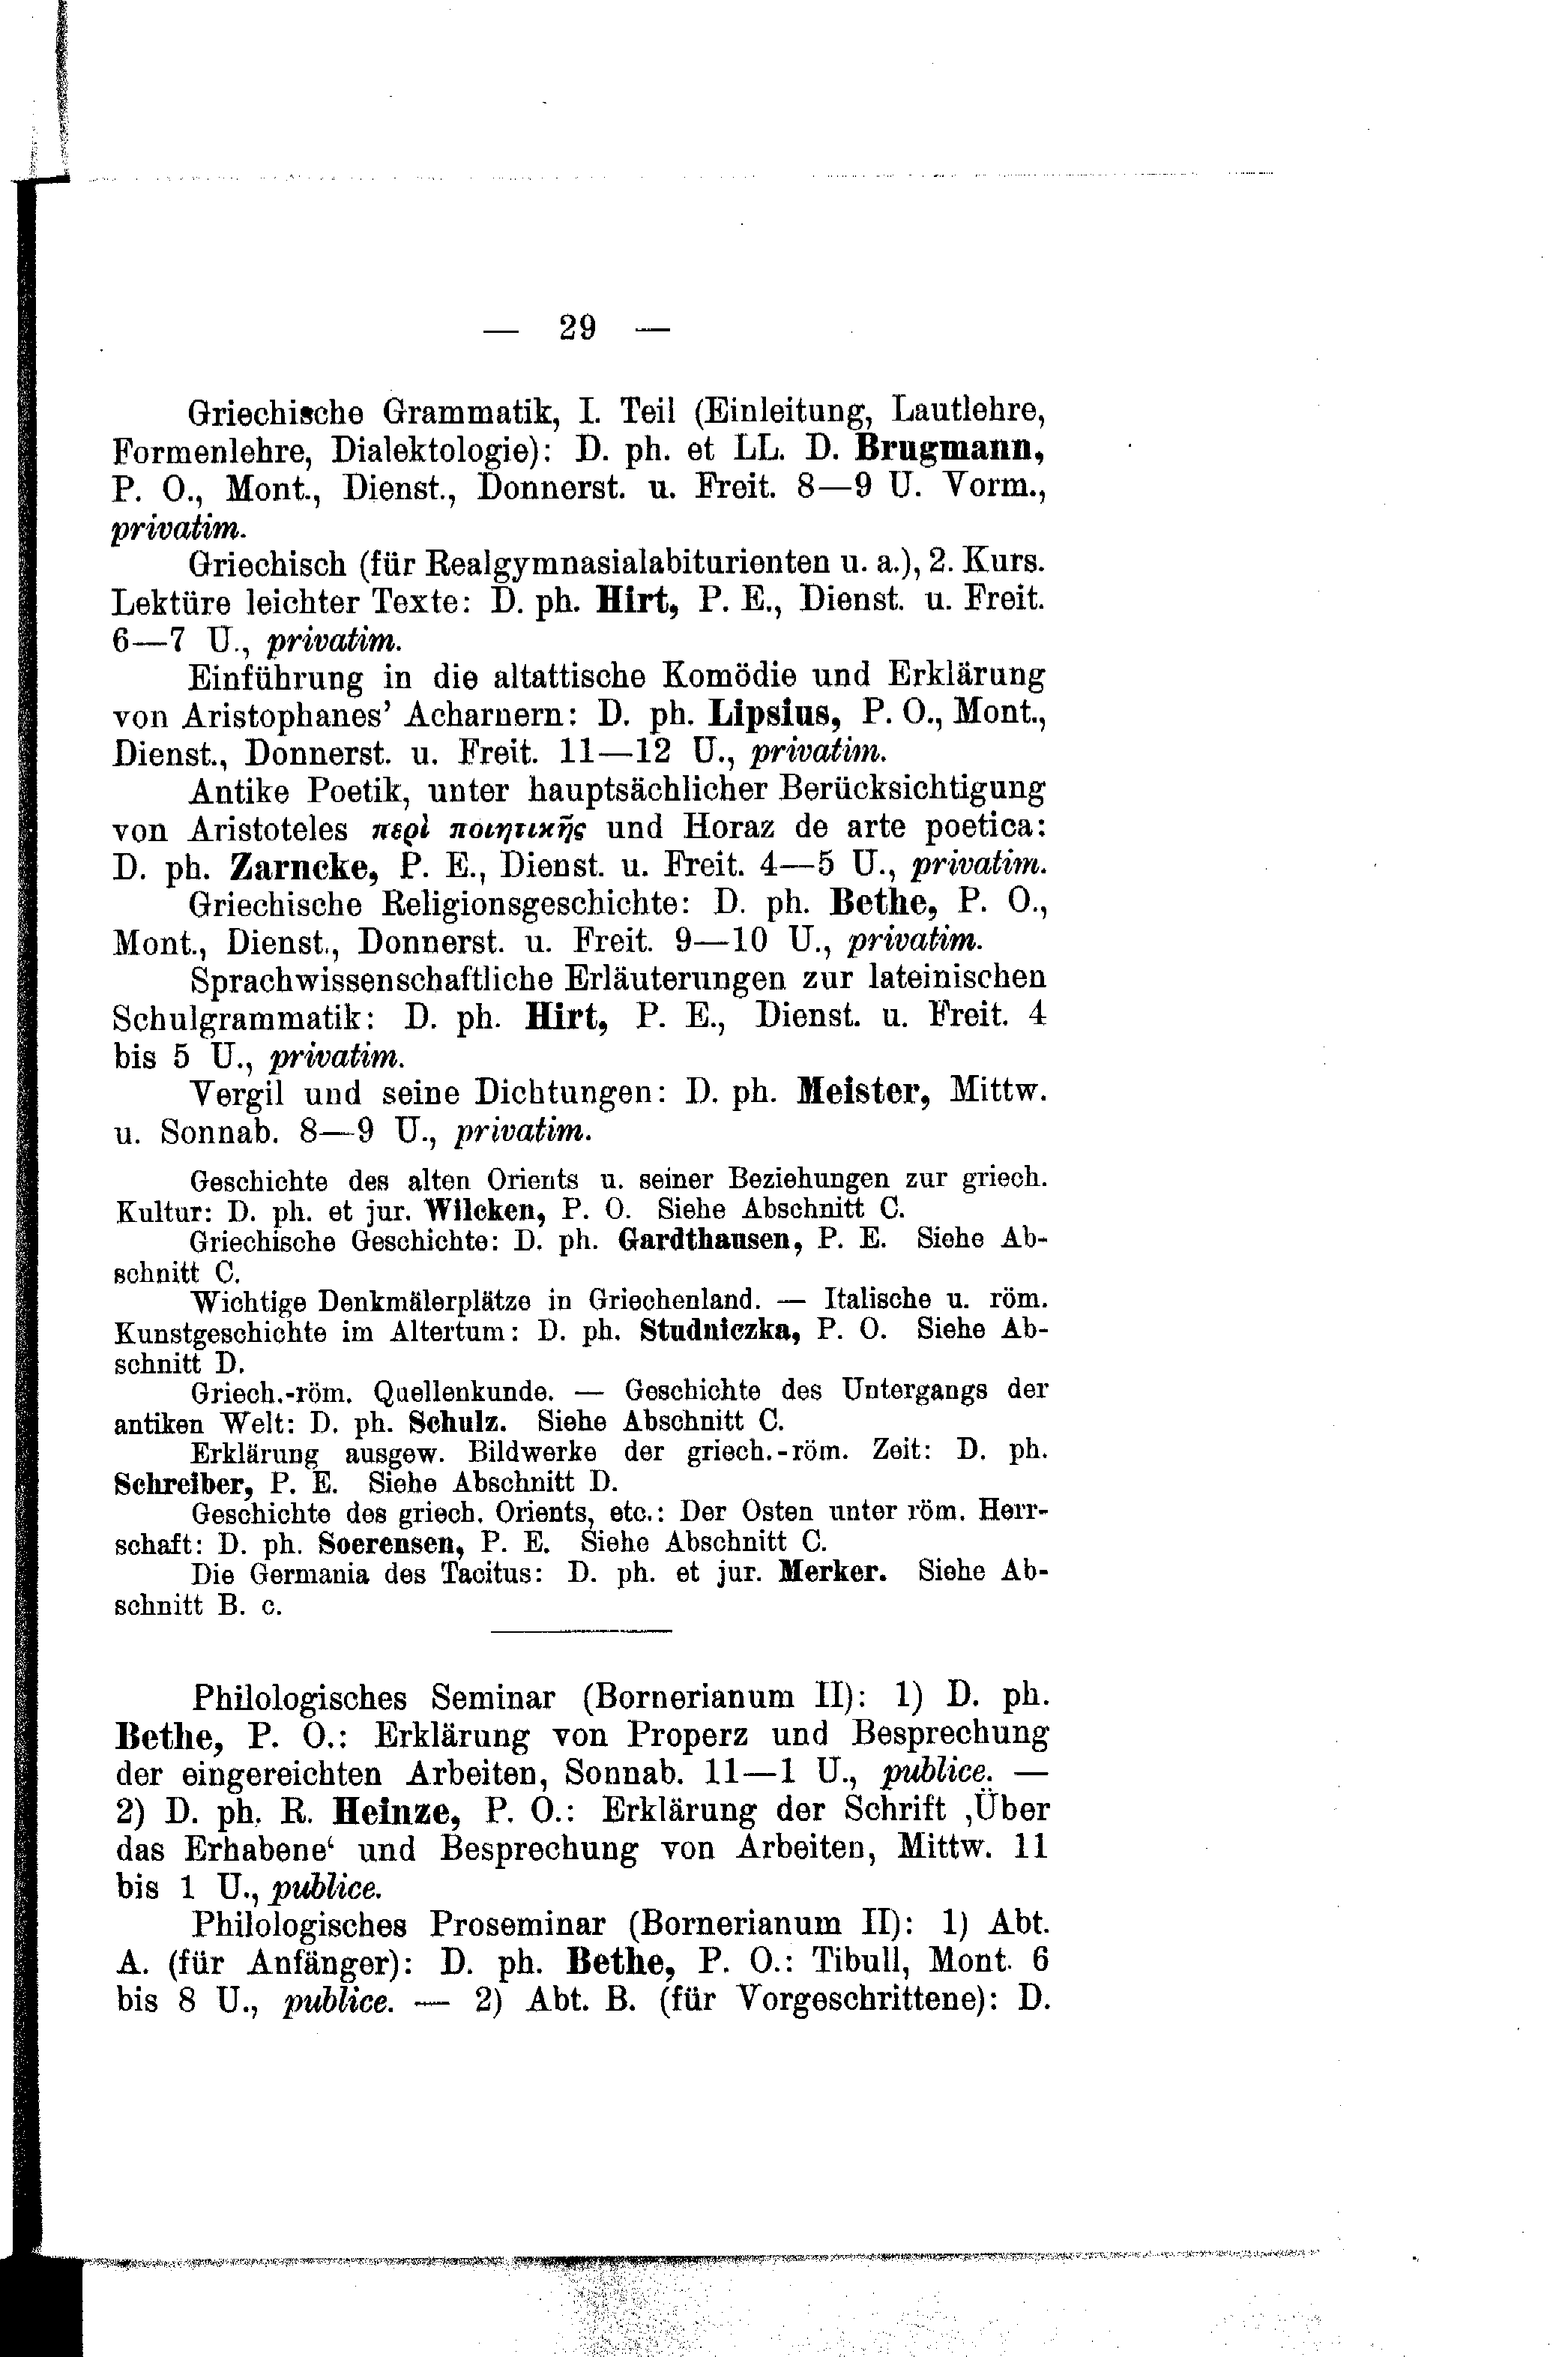 — 29 —
Griechische Grammatik, I. Teil (Einleitung, Lautlehre,
Formenlehre, Dialektologie): D. ph. et LL. D. Brugmann,
P. O., Mont., Dienst., Donnerst. u. Freit. 8—9 U. Vorm.,
privatim.
Griechisch (für Realgymnasialabiturienten u. a.), 2. Kurs.
Lektüre leichter Texte: D. ph. Hirt, P. E., Dienst. u. Freit.
6—7 U., privatim.
Einführung in die altattische Komödie und Erklärung
von Aristophanes’ Acharnern: D. ph. Lipsius, P. O., Mont.,
Dienst., Donnerst. u. Freit. 11—12 U., privatim.
Antike Poetik, unter hauptsächlicher Berücksichtigung
von Aristoteles περὶ ποιητικῆς und Horaz de arte poetica:
D. ph. Zarncke, P. E., Dienst. u. Freit. 4—5 U., privatim.
Griechische Religionsgeschichte: D. ph. Bethe, P. O.,
Mont., Dienst., Donnerst. u. Freit. 9—10 U., privatim.
Sprachwissenschaftliche Erläuterungen zur lateinischen
Schulgrammatik: D. ph. Hirt, P. E., Dienst. u. Freit. 4
bis 5 U., privatim.
Vergil und seine Dichtungen: D. ph. Meister, Mittw.
u. Sonnab. 8—9 U., privatim.
Geschichte des alten Orients u. seiner Beziehungen zur griech.
Kultur: D. ph. et jur. Wilcken, P. O. Siehe Abschnitt C.
Griechische Geschichte: D. ph. Gardthausen, P. E. Siehe Ab-
schnitt C.
Wichtige Denkmälerplätze in Griechenland. — Italische u. röm.
Kunstgeschichte im Altertum: D. ph. Studniczka, P. O. Siehe Ab-
schnitt D.
Griech.-röm. Quellenkunde. — Geschichte des Untergangs der
antiken Welt: D. ph. Schulz. Siehe Abschnitt C.
Erklärung ausgew. Bildwerke der griech.-röm. Zeit: D. ph.
Schreiber, P. E. Siehe Abschnitt D.
Geschichte des griech. Orients, etc.: Der Osten unter röm. Herr-
schaft: D. ph. Soerensen, P. E. Siehe Abschnitt C.
Die Germania des Tacitus: D. ph. et jur. Merker. Siehe Ab-
schnitt B. c.
Philologisches Seminar (Bornerianum II): 1) D. ph.
Bethe, P. O.: Erklärung von Properz und Besprechung
der eingereichten Arbeiten, Sonnab. 11—1 U., publice. —
2) D. ph. R. Heinze, P. O.: Erklärung der Schrift ‚Über
das Erhabene‘ und Besprechung von Arbeiten, Mittw. 11
bis 1 U., publice.
Philologisches Proseminar (Bornerianum II): 1) Abt.
A. (für Anfänger): D. ph. Bethe, P. O.: Tibull, Mont. 6
bis 8 U., publice. — 2) Abt. B. (für Vorgeschrittene): D.